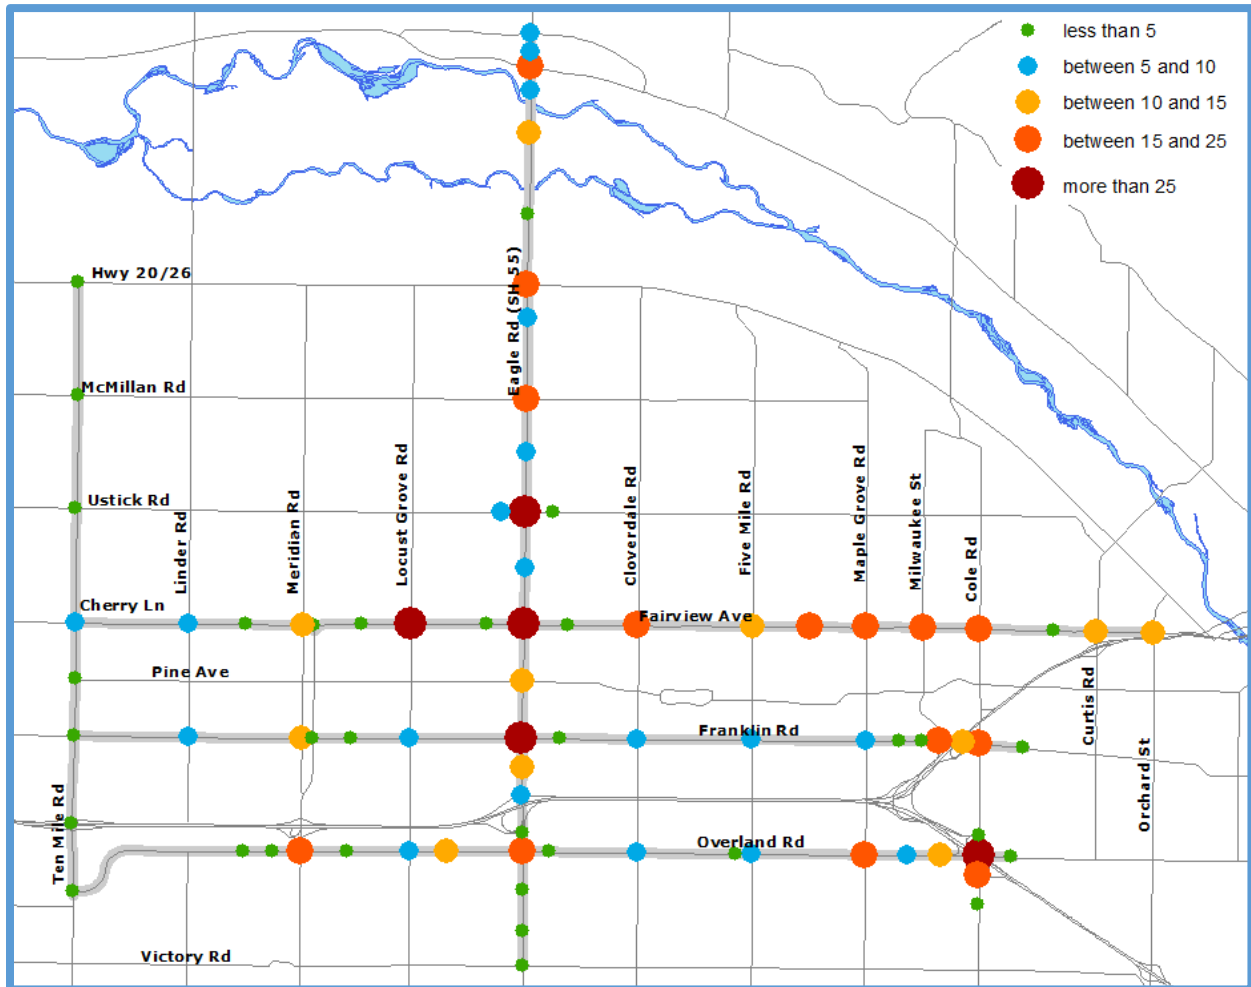 less than 5
between 5 and 10
between 10 and 15
between 15 and 25
more than 25
Hwy 20/26
Eagle Rd (SH 55)
McMillan Rd
Ustick Rd
Linder Rd
Meridian Rd
Locust Grove Rd
Cloverdale Rd
Five Mile Rd
Maple Grove Rd
Milwaukee St
Cole Rd
Cherry Ln
Fairview Ave
Pine Ave
Franklin Rd
Curtis Rd
Orchard St
Ten Mile Rd
Overland Rd
Victory Rd